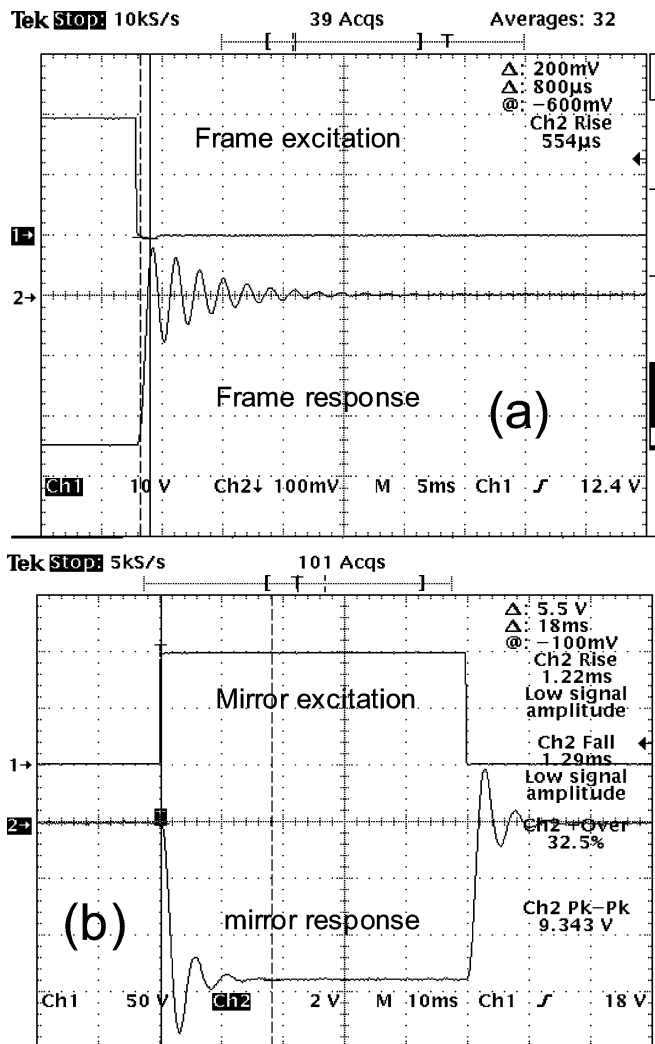 Tek Stop: 10kS/s 39 Acqs Averages: 32
[ ] T
Δ: 200mV
Δ: 800µs
@: −600mV
Ch2 Rise
554µs
Frame excitation
1→
2→
Frame response
(a)
Ch1 10 V Ch2↓ 100mV M 5ms Ch1 ƒ 12.4 V
Tek Stop: 5kS/s 101 Acqs
[ T ]
Δ: 5.5 V
Δ: 18ms
@: −100mV
Ch2 Rise
1.22ms
Low signal
amplitude
T
Mirror excitation
Ch2 Fall
1.29ms
Low signal
amplitude
1→
T
2→
Ch2 +Over
32.5%
Ch2 Pk−Pk
9.343 V
(b)
mirror response
Ch1 50 V Ch2 2 V M 10ms Ch1 ƒ 18 V